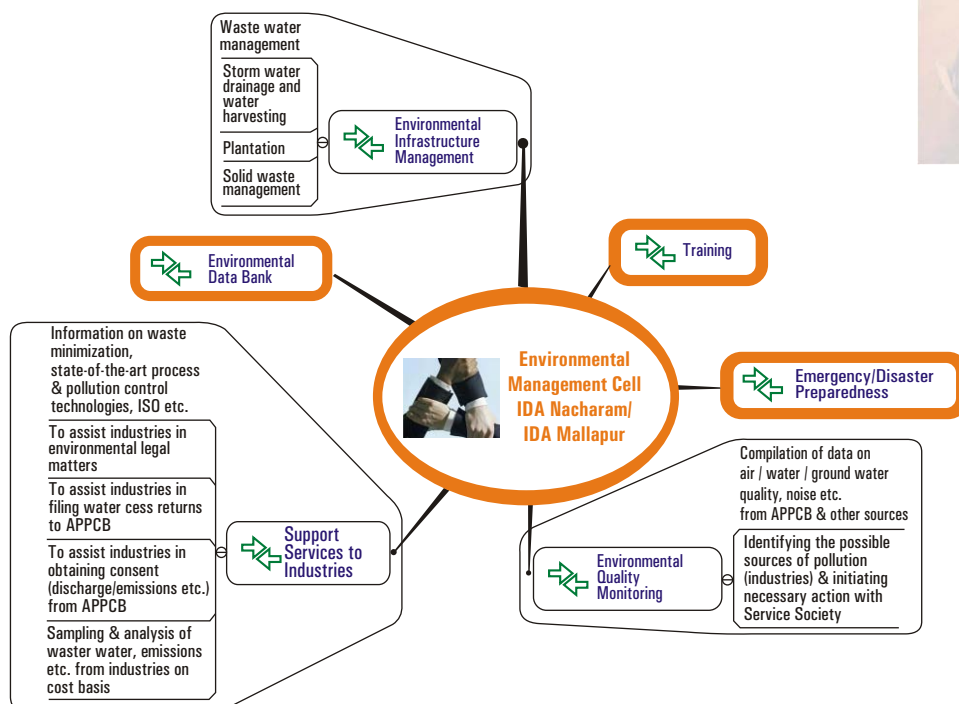 Waste water
management
Storm water
drainage and
water
harvesting
Plantation
Solid waste
management
Environmental
Infrastructure
Management
Environmental
Data Bank
Training
Environmental
Management Cell
IDA Nacharam/
IDA Mallapur
Emergency/Disaster
Preparedness
Information on waste
minimization,
state-of-the-art process
& pollution control
technologies, ISO etc.
To assist industries in
environmental legal
matters
To assist industries in
filing water cess returns
to APPCB
To assist industries in
obtaining consent
(discharge/emissions etc.)
from APPCB
Sampling & analysis of
waster water, emissions
etc. from industries on
cost basis
Support
Services to
Industries
Environmental
Quality
Monitoring
Compilation of data on
air / water / ground water
quality, noise etc.
from APPCB & other sources
Identifying the possible
sources of pollution
(industries) & initiating
necessary action with
Service Society